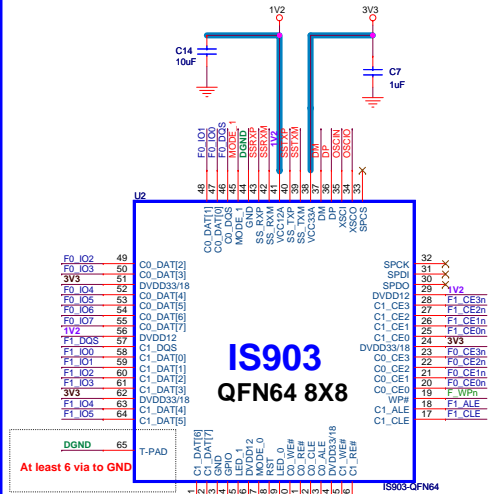 1V2
3V3
C14
10uF
C7
1uF
F0_IO1
F0_IO0
F0_DQS
MODE_1
DGND
SSRXP
SSRXM
1V2
SSTXP
SSTXM
DM
DP
OSCIN
OSCIO
48
47
46
45
44
43
42
41
40
39
38
37
36
35
34
33
U2
C0_DAT[1]
C0_DAT[0]
C0_DQS
MODE_1
GND
SS_RXP
SS_RXM
VCC12A
SS_TXP
SS_TXM
VCC33A
DM
DP
XSCI
XSCO
SPCS
F0_IO2 49 C0_DAT[2]
F0_IO3 50 C0_DAT[3]
3V3 51 DVDD33/18
F0_IO4 52 C0_DAT[4]
F0_IO5 53 C0_DAT[5]
F0_IO6 54 C0_DAT[6]
F0_IO7 55 C0_DAT[7]
1V2 56 DVDD12
F1_DQS 57 C1_DQS
F1_IO0 58 C1_DAT[0]
F1_IO1 59 C1_DAT[1]
F1_IO2 60 C1_DAT[2]
F1_IO3 61 C1_DAT[3]
3V3 62 DVDD33/18
F1_IO4 63 C1_DAT[4]
F1_IO5 64 C1_DAT[5]
DGND 65 T-PAD
At least 6 via to GND
IS903
QFN64 8X8
SPCK 32
SPDI 31
SPDO 30
DVDD12 29 1V2
C1_CE3 28 F1_CE3n
C1_CE2 27 F1_CE2n
C1_CE1 26 F1_CE1n
C1_CE0 25 F1_CE0n
DVDD33/18 24 3V3
C0_CE3 23 F0_CE3n
C0_CE2 22 F0_CE2n
C0_CE1 21 F0_CE1n
C0_CE0 20 F0_CE0n
WP# 19 F_WPn
C1_ALE 18 F1_ALE
C1_CLE 17 F1_CLE
C1_DAT[6]
C1_DAT[7]
GND
GPIO
LED_1
DVDD12
MODE_0
RST
LED_0
C0_WE#
C0_RE#
C0_CLE
C0_ALE
DVDD33/18
C1_WE#
C1_RE#
IS903-QFN64